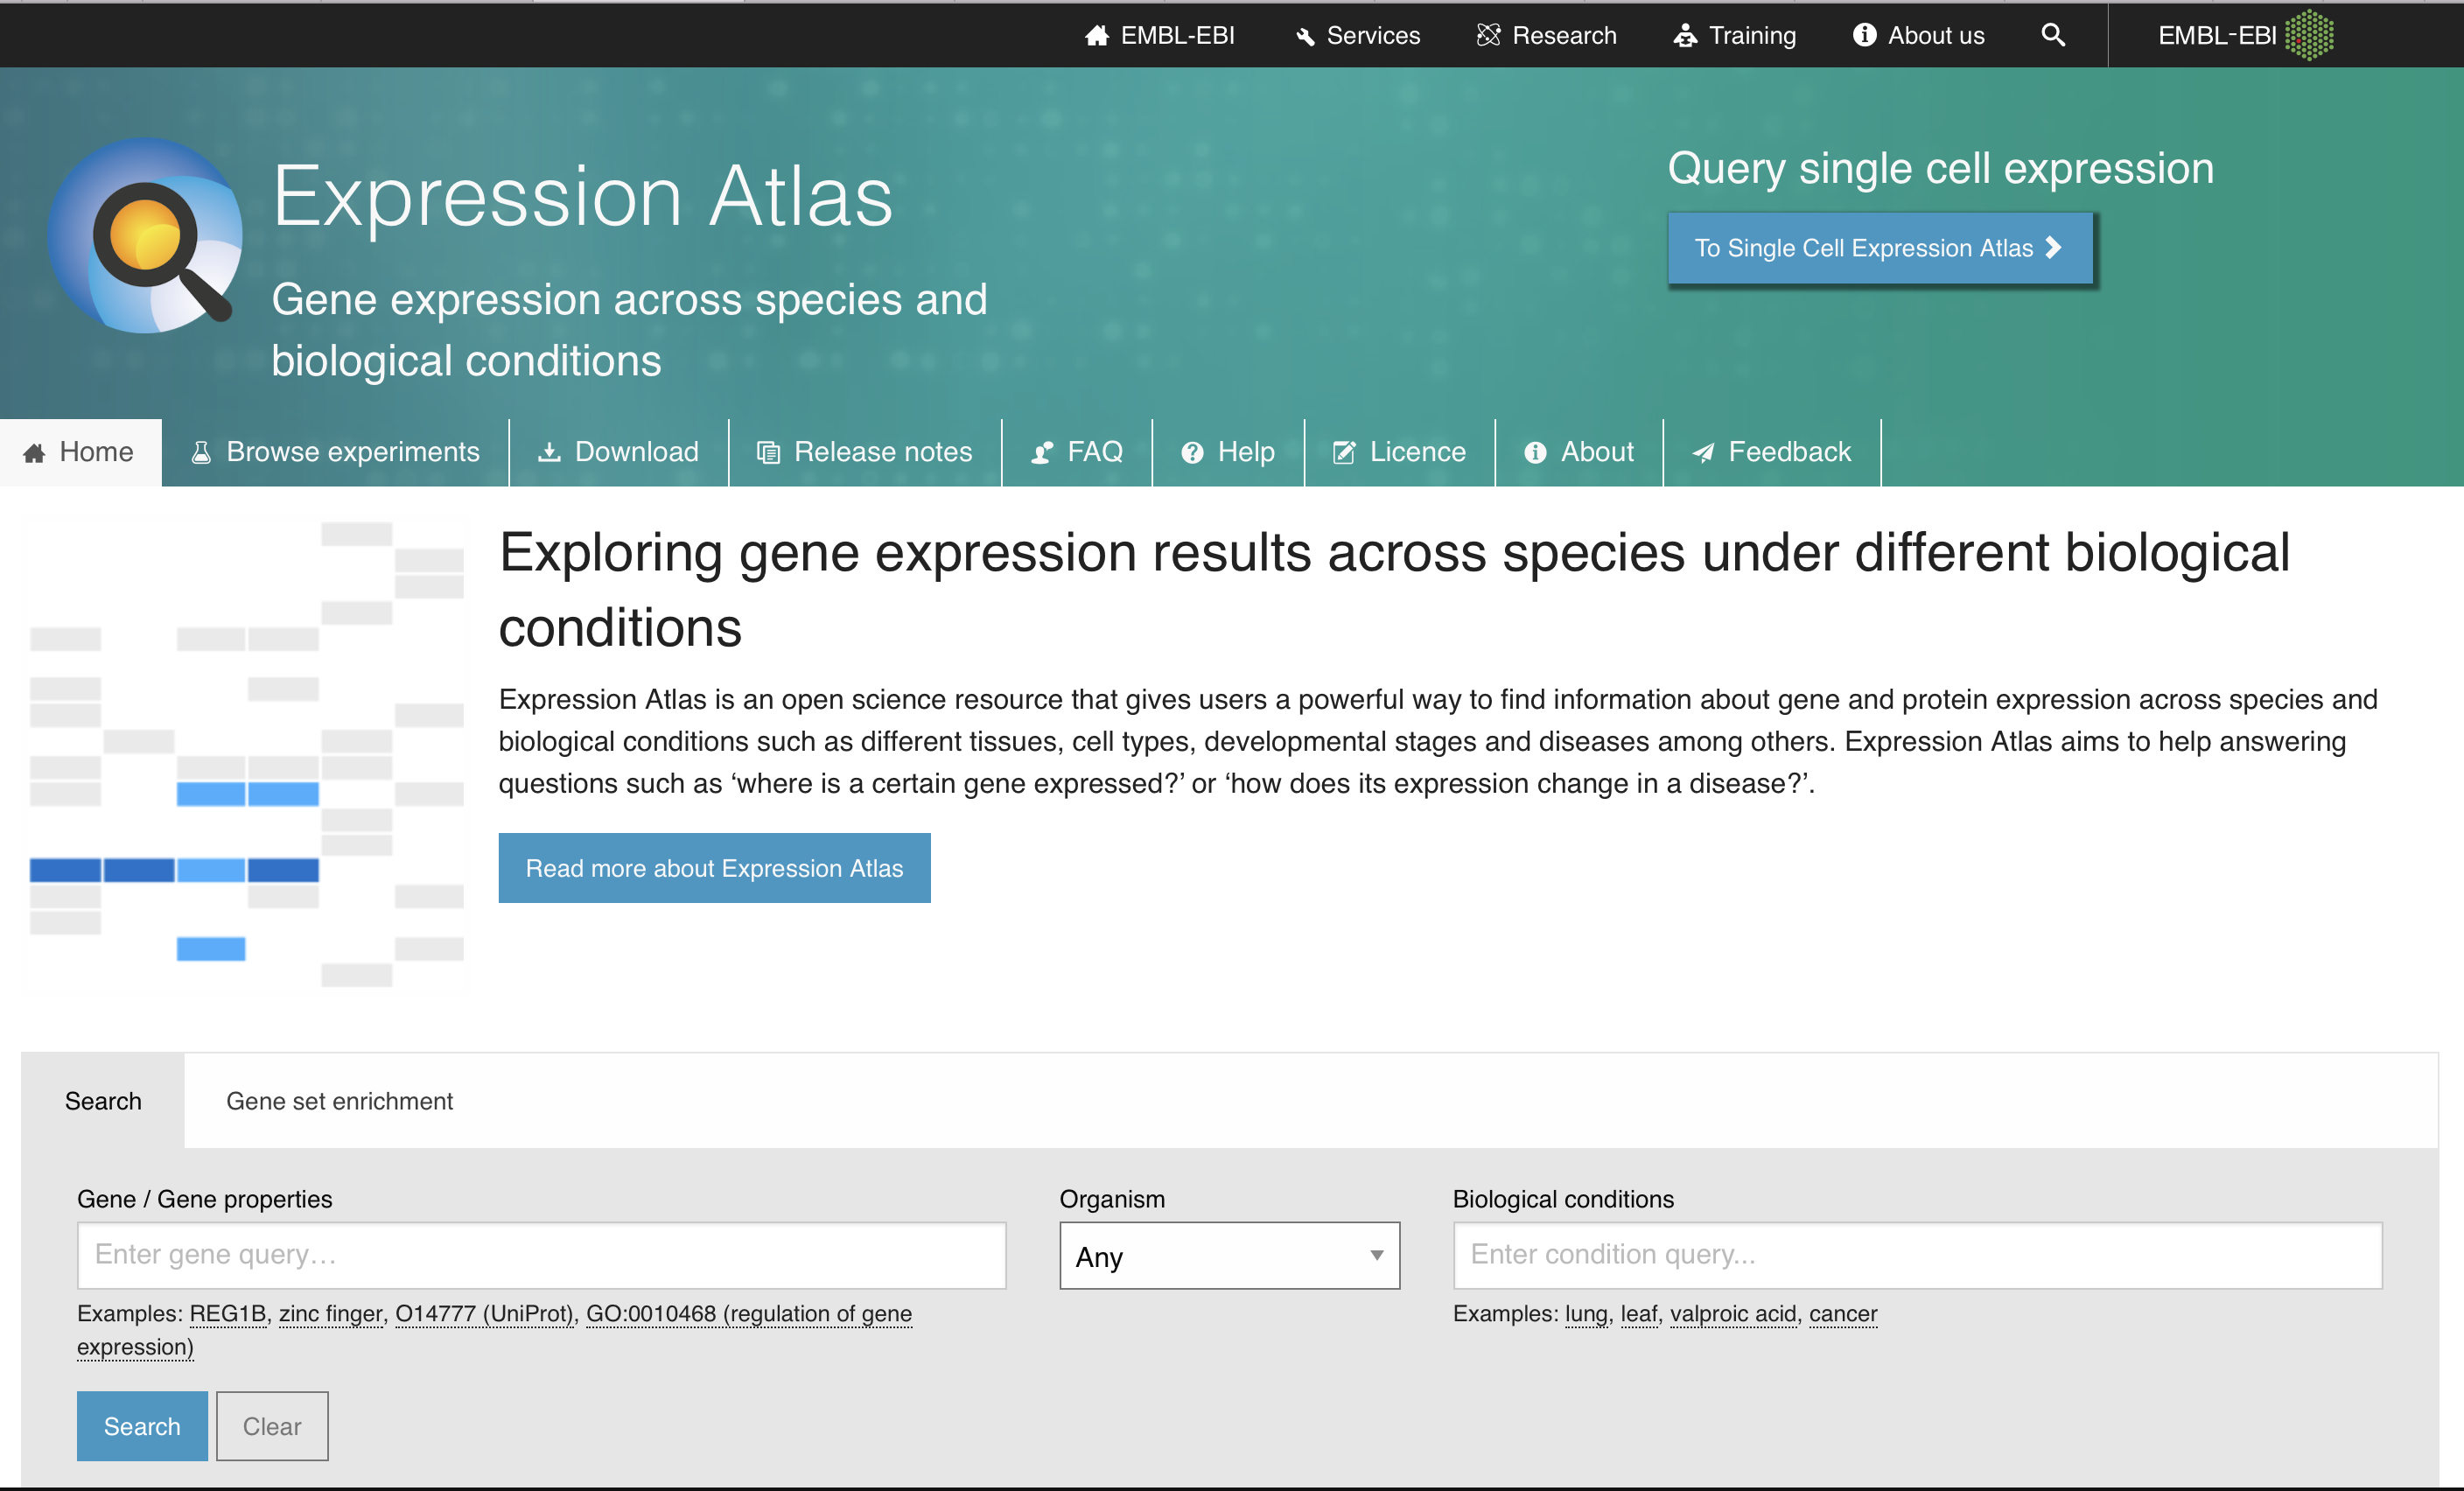 EMBL-EBI Services Research Training About us EMBL-EBI
Expression Atlas
Gene expression across species and
biological conditions
Query single cell expression
To Single Cell Expression Atlas
Home Browse experiments Download Release notes FAQ Help Licence About Feedback
Exploring gene expression results across species under different biological
conditions
Expression Atlas is an open science resource that gives users a powerful way to find information about gene and protein expression across species and
biological conditions such as different tissues, cell types, developmental stages and diseases among others. Expression Atlas aims to help answering
questions such as ‘where is a certain gene expressed?’ or ‘how does its expression change in a disease?’.
Read more about Expression Atlas
Search Gene set enrichment
Gene / Gene properties Organism Biological conditions
Enter gene query… Any Enter condition query...
Examples: REG1B, zinc finger, O14777 (UniProt), GO:0010468 (regulation of gene
expression)
Examples: lung, leaf, valproic acid, cancer
Search Clear